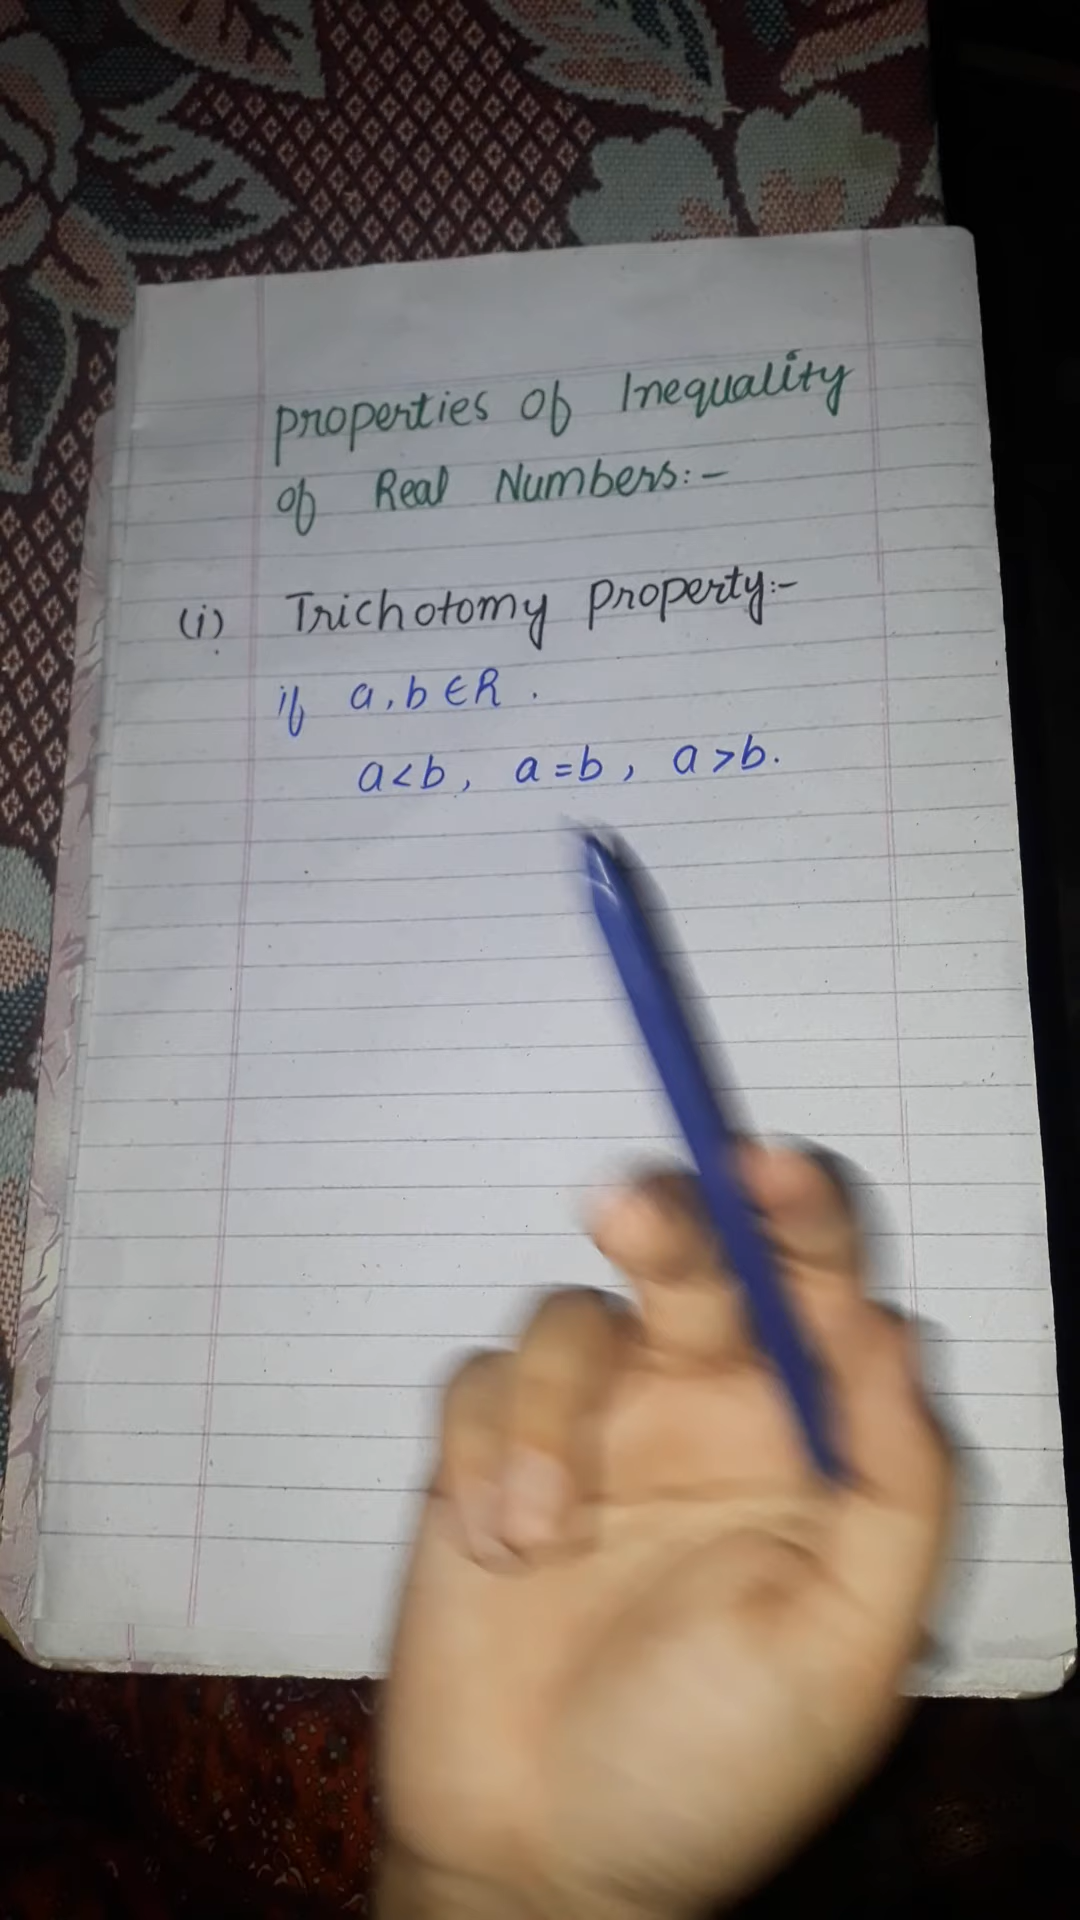 Properties of Inequality
of Real Numbers:-
(i) Trichotomy Property:-
if a, b ∈ R .
a < b , a = b , a > b.